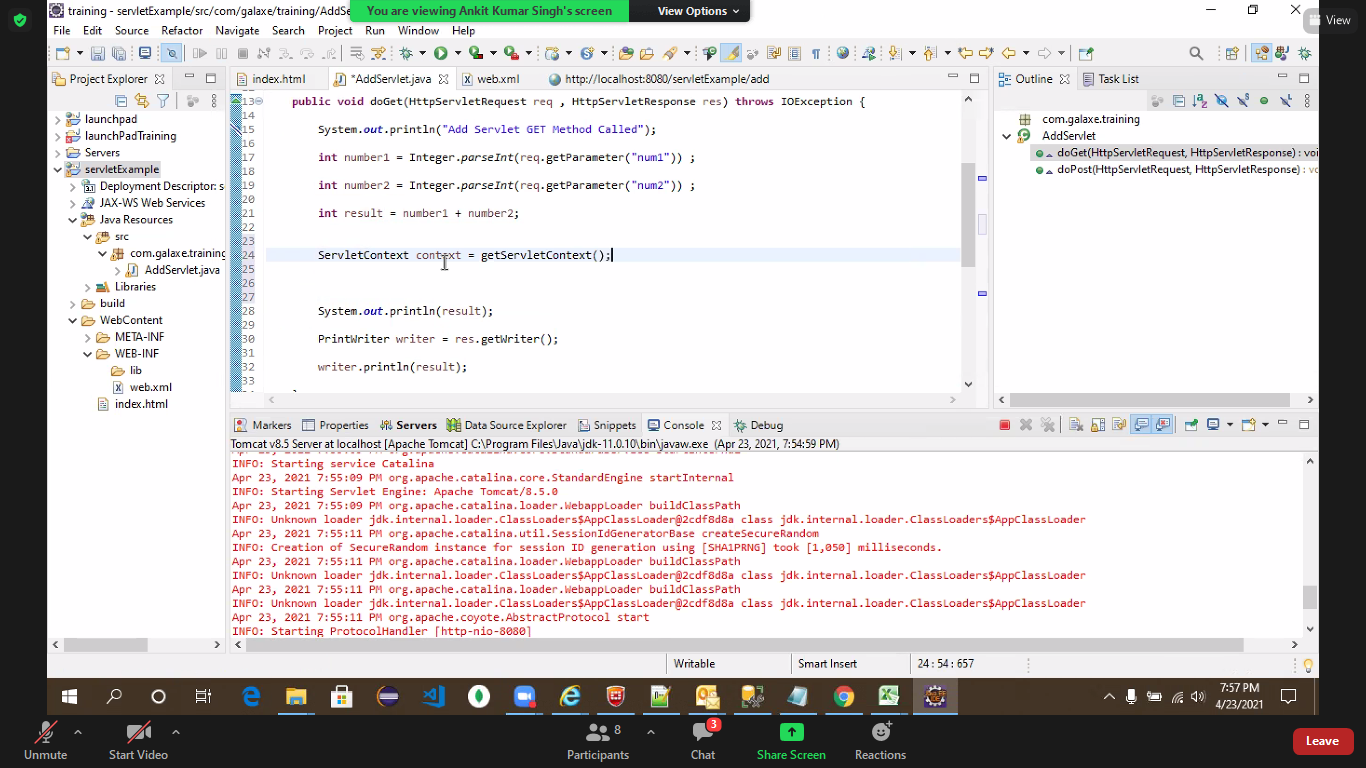 training - servletExample/src/com/galaxe/training/AddSe
You are viewing Ankit Kumar Singh's screen
View Options
View
File Edit Source Refactor Navigate Search Project Run Window Help
Project Explorer
index.html
*AddServlet.java
web.xml
http://localhost:8080/servletExample/add
Outline
Task List
launchpad
launchPadTraining
Servers
servletExample
Deployment Descriptor: s
JAX-WS Web Services
Java Resources
src
com.galaxe.training
AddServlet.java
Libraries
build
WebContent
META-INF
WEB-INF
lib
web.xml
index.html
13 public void doGet(HttpServletRequest req , HttpServletResponse res) throws IOException {
14
15 System.out.println("Add Servlet GET Method Called");
16
17 int number1 = Integer.parseInt(req.getParameter("num1")) ;
18
19 int number2 = Integer.parseInt(req.getParameter("num2")) ;
20
21 int result = number1 + number2;
22
23
24 ServletContext context = getServletContext();
25
26
27
28 System.out.println(result);
29
30 PrintWriter writer = res.getWriter();
31
32 writer.println(result);
33
com.galaxe.training
AddServlet
doGet(HttpServletRequest, HttpServletResponse) : voi
doPost(HttpServletRequest, HttpServletResponse) : vo
Markers
Properties
Servers
Data Source Explorer
Snippets
Console
Debug
Tomcat v8.5 Server at localhost [Apache Tomcat] C:\Program Files\Java\jdk-11.0.10\bin\javaw.exe (Apr 23, 2021, 7:54:59 PM)
INFO: Starting service Catalina
Apr 23, 2021 7:55:09 PM org.apache.catalina.core.StandardEngine startInternal
INFO: Starting Servlet Engine: Apache Tomcat/8.5.0
Apr 23, 2021 7:55:09 PM org.apache.catalina.loader.WebappLoader buildClassPath
INFO: Unknown loader jdk.internal.loader.ClassLoaders$AppClassLoader@2cdf8d8a class jdk.internal.loader.ClassLoaders$AppClassLoader
Apr 23, 2021 7:55:11 PM org.apache.catalina.util.SessionIdGeneratorBase createSecureRandom
INFO: Creation of SecureRandom instance for session ID generation using [SHA1PRNG] took [1,050] milliseconds.
Apr 23, 2021 7:55:11 PM org.apache.catalina.loader.WebappLoader buildClassPath
INFO: Unknown loader jdk.internal.loader.ClassLoaders$AppClassLoader@2cdf8d8a class jdk.internal.loader.ClassLoaders$AppClassLoader
Apr 23, 2021 7:55:11 PM org.apache.catalina.loader.WebappLoader buildClassPath
INFO: Unknown loader jdk.internal.loader.ClassLoaders$AppClassLoader@2cdf8d8a class jdk.internal.loader.ClassLoaders$AppClassLoader
Apr 23, 2021 7:55:11 PM org.apache.coyote.AbstractProtocol start
INFO: Starting ProtocolHandler [http-nio-8080]
Writable
Smart Insert
24 : 54 : 657
7:57 PM
4/23/2021
Unmute
Start Video
Participants
8
Chat
3
Share Screen
Reactions
Leave